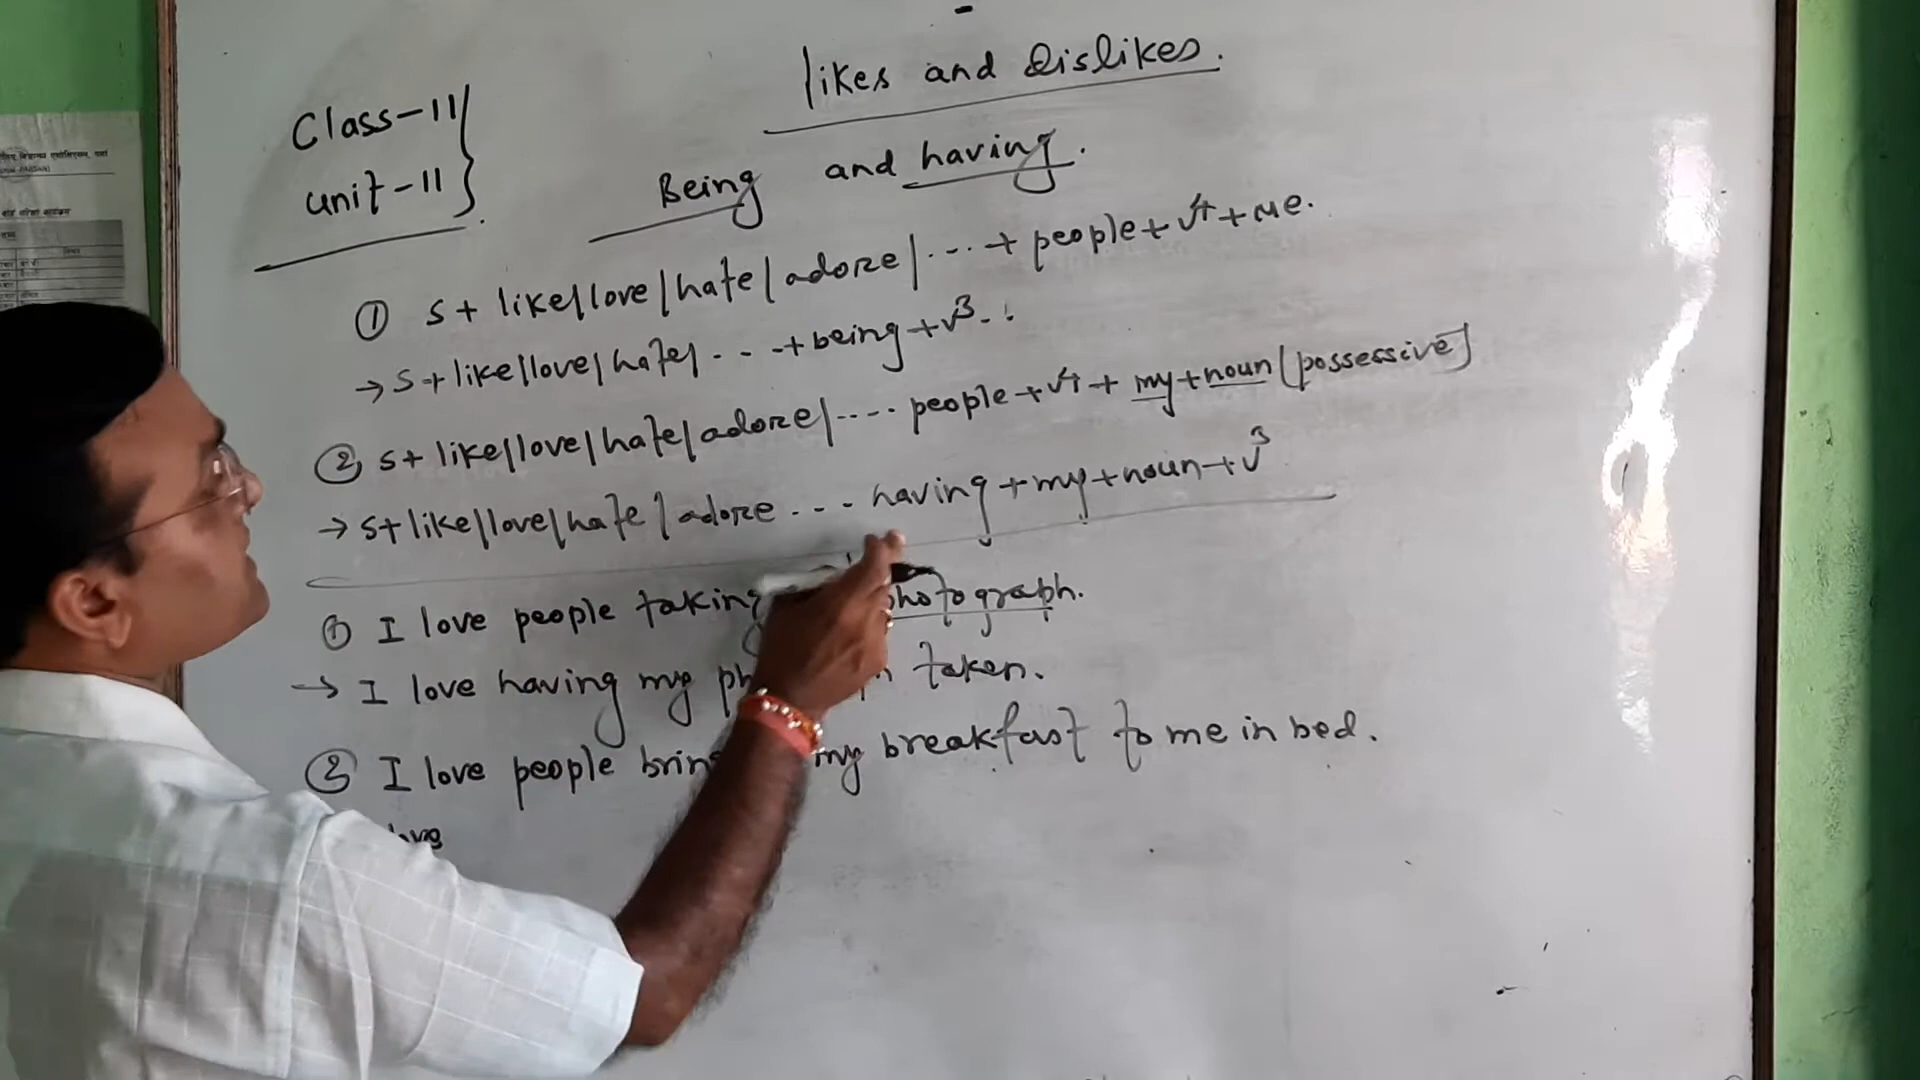 likes and dislikes.
Class-11
unit-11
Being and having.
① S+ like/love/hate/adore/....+ people+V4+me.
→ S+like/love/hate/...+being+V3..
② S+like/love/hate/adore/.... people+V4+ my+noun (possessive)
→ S+like/love/hate/adore... having+my+noun+V3
① I love people taking photograph.
→ I love having my taken.
② I love people my breakfast to me in bed.